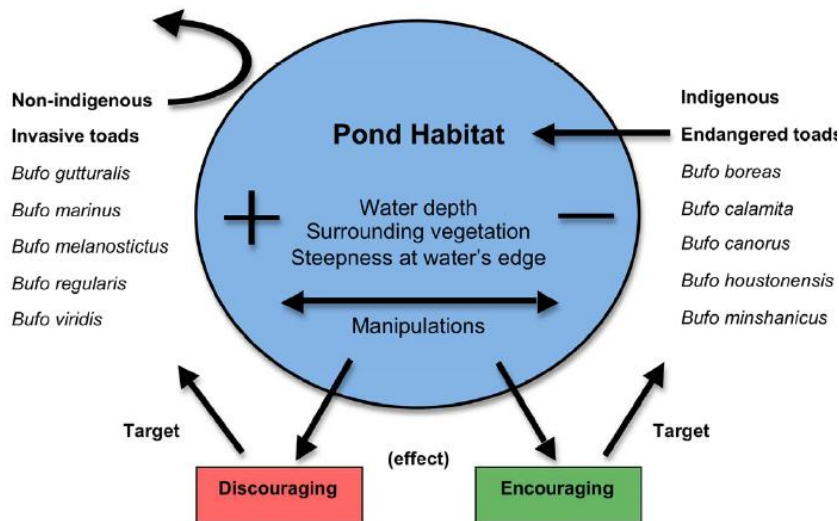 Non-indigenous
Invasive toads
Bufo gutturalis
Bufo marinus
Bufo melanostictus
Bufo regularis
Bufo viridis
Pond Habitat
+
Water depth
Surrounding vegetation
Steepness at water's edge
−
Manipulations
Indigenous
Endangered toads
Bufo boreas
Bufo calamita
Bufo canorus
Bufo houstonensis
Bufo minshanicus
Target
(effect)
Target
Discouraging
Encouraging